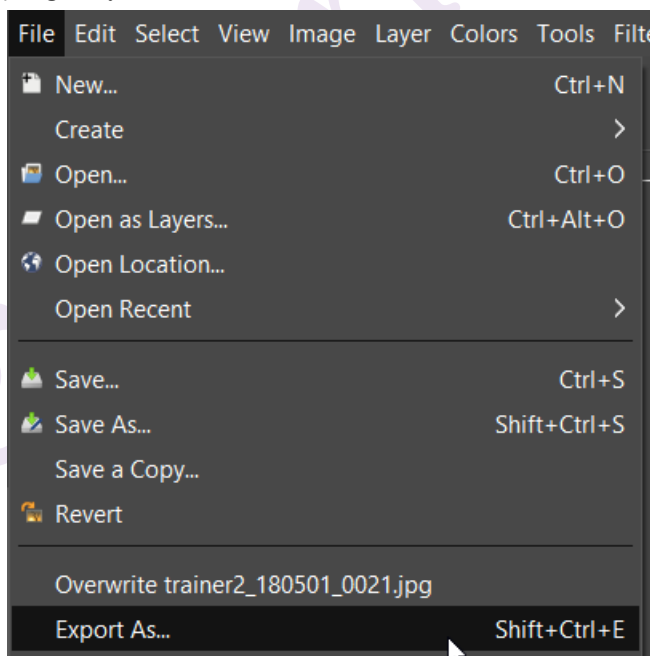 File Edit Select View Image Layer Colors Tools
New... Ctrl+N
Create >
Open... Ctrl+O
Open as Layers... Ctrl+Alt+O
Open Location...
Open Recent >
Save... Ctrl+S
Save As... Shift+Ctrl+S
Save a Copy...
Revert
Overwrite trainer2_180501_0021.jpg
Export As... Shift+Ctrl+E